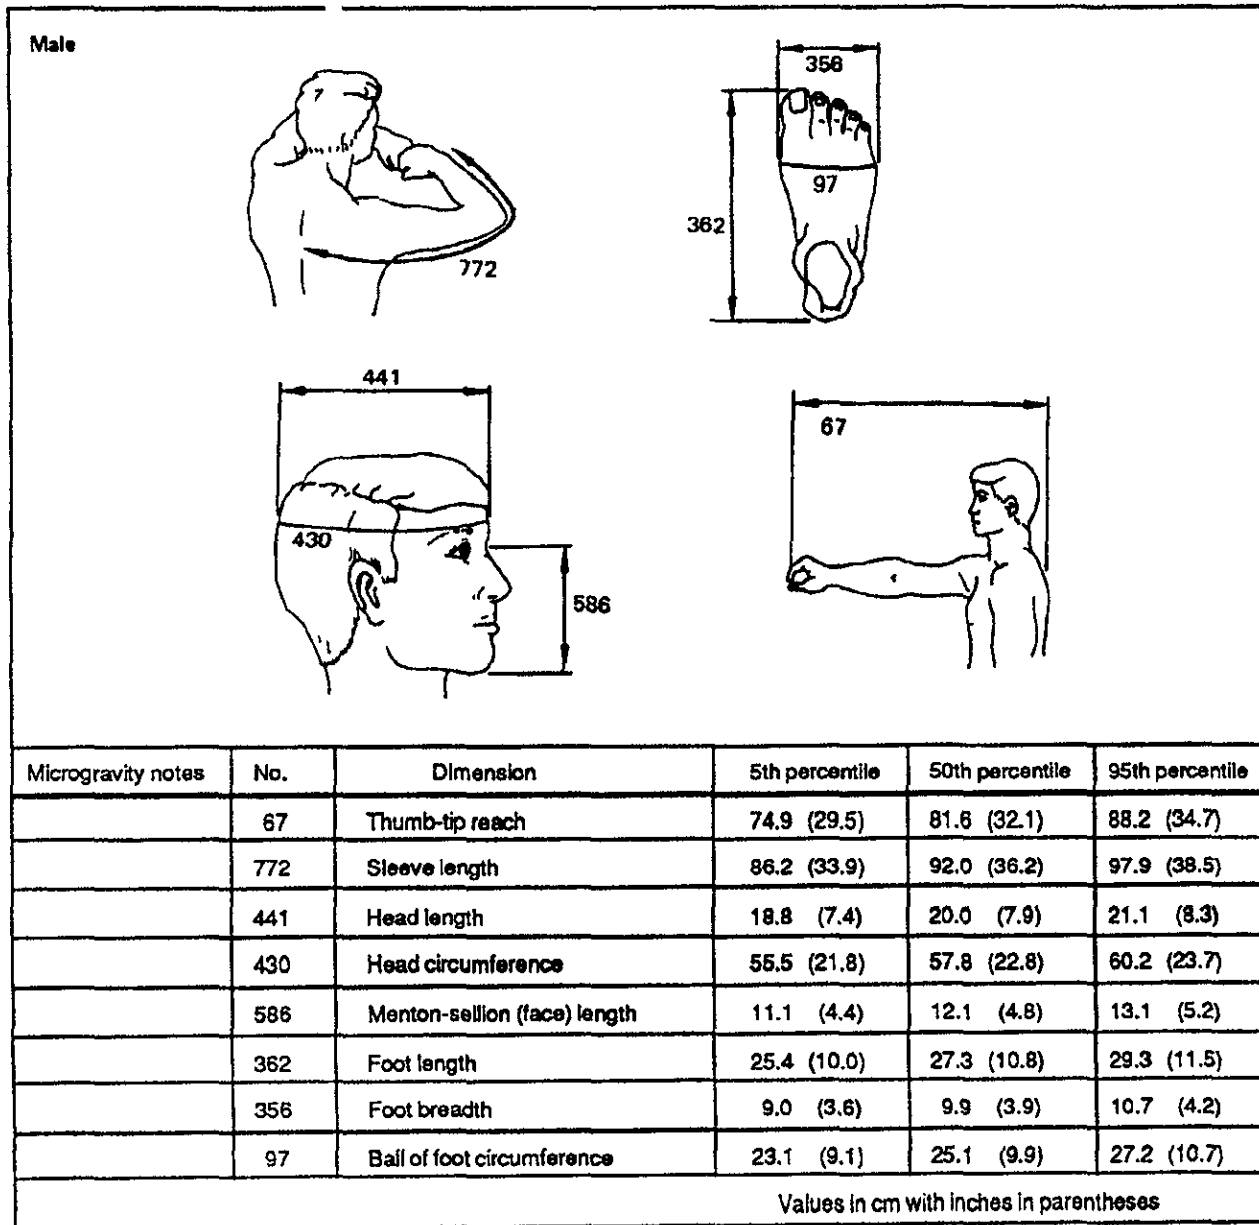 Male
356
97
362
772
441
430
586
67
Microgravity notes No. Dimension 5th percentile 50th percentile 95th percentile
67 Thumb-tip reach 74.9 (29.5) 81.6 (32.1) 88.2 (34.7)
772 Sleeve length 86.2 (33.9) 92.0 (36.2) 97.9 (38.5)
441 Head length 18.8 (7.4) 20.0 (7.9) 21.1 (8.3)
430 Head circumference 55.5 (21.8) 57.8 (22.8) 60.2 (23.7)
586 Menton-sellion (face) length 11.1 (4.4) 12.1 (4.8) 13.1 (5.2)
362 Foot length 25.4 (10.0) 27.3 (10.8) 29.3 (11.5)
356 Foot breadth 9.0 (3.6) 9.9 (3.9) 10.7 (4.2)
97 Ball of foot circumference 23.1 (9.1) 25.1 (9.9) 27.2 (10.7)
Values in cm with inches in parentheses